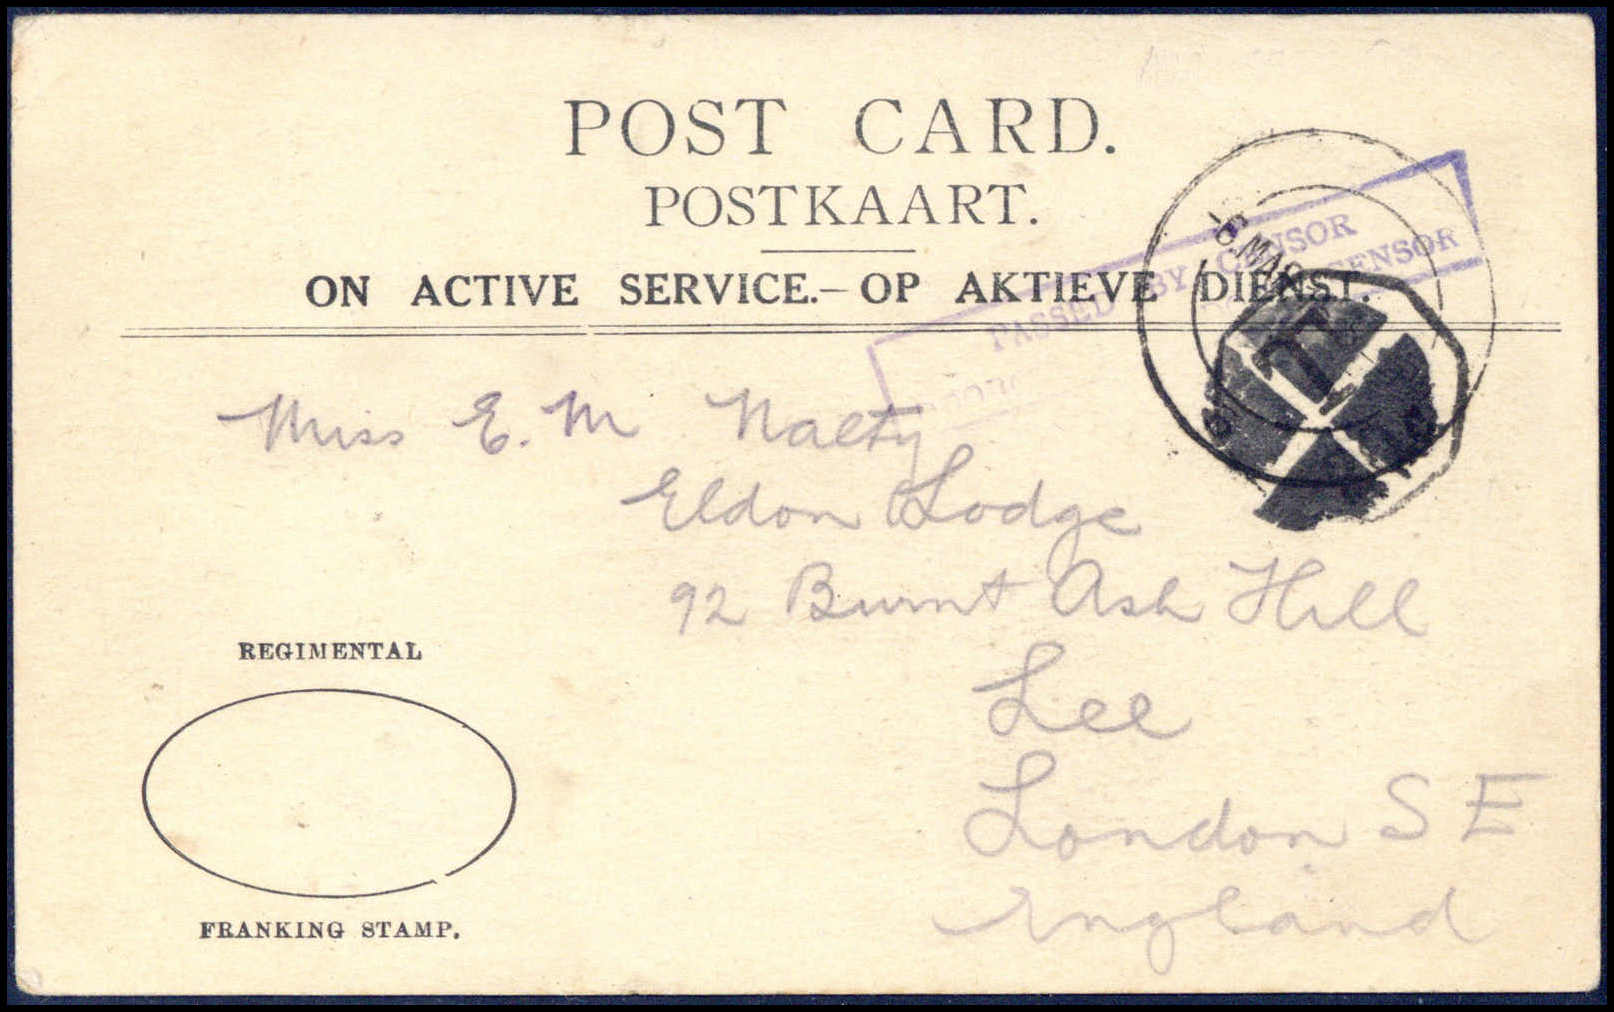 POST CARD.
POSTKAART.
ON ACTIVE SERVICE.—OP AKTIEVE DIENST.
PASSED BY CENSOR
CENSOR
Miss E. M Nalty
Eldon Lodge
92 Burnt Ash Hill
Lee
London S E
England
REGIMENTAL
FRANKING STAMP.